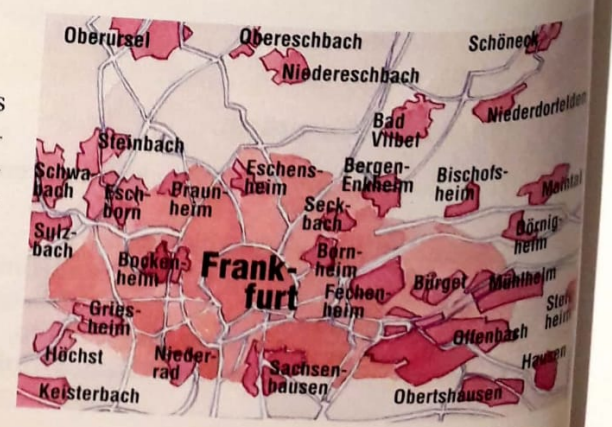 Oberursel
Obereschbach
Schöneck
Niedereschbach
Niederdorfelden
Bad
Vilbel
Steinbach
Schwa-
bach
Esch-
born
Praun-
heim
Eschens-
heim
Bergen-
Enkheim
Bischofs-
heim
Maintal
Seck-
bach
Sulz-
bach
Bocken-
heim
Frank-
furt
Born-
heim
Dörnig-
heim
Fechen-
heim
Bürgel
Mühlheim
Gries-
heim
Offenbach
Höchst
Nieder-
rad
Sachsen-
hausen
Hausen
Keisterbach
Obertshausen